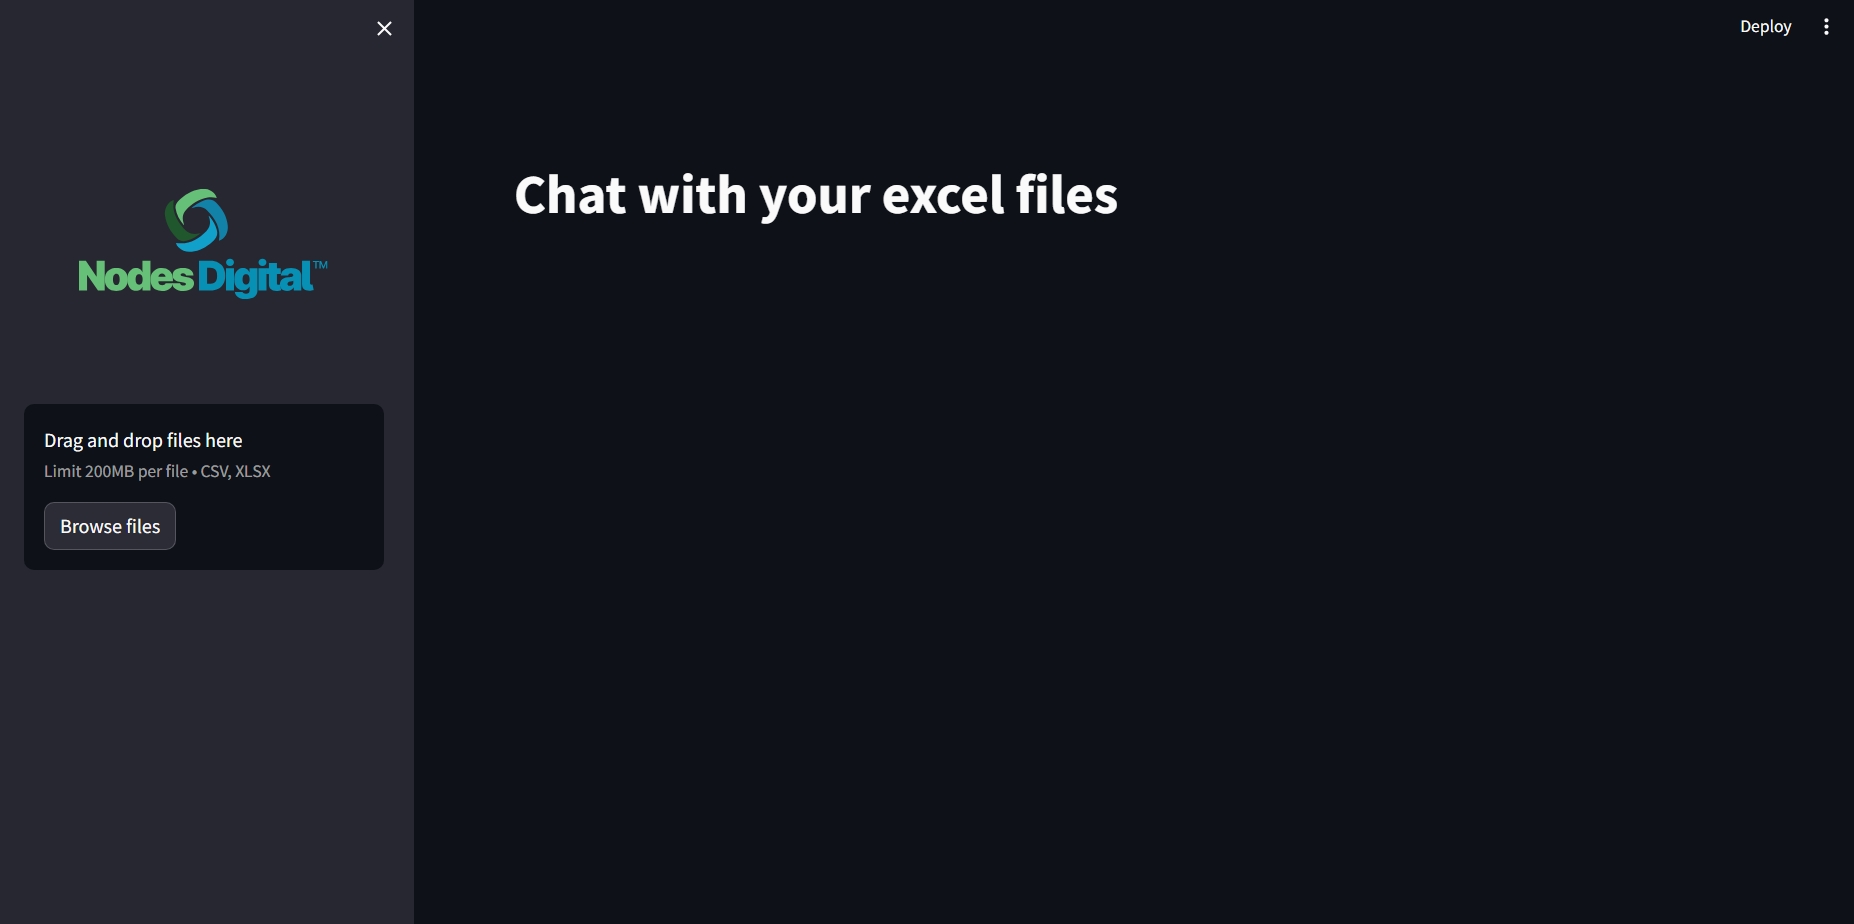 Deploy
Nodes Digital™
Drag and drop files here
Limit 200MB per file • CSV, XLSX
Browse files
Chat with your excel files